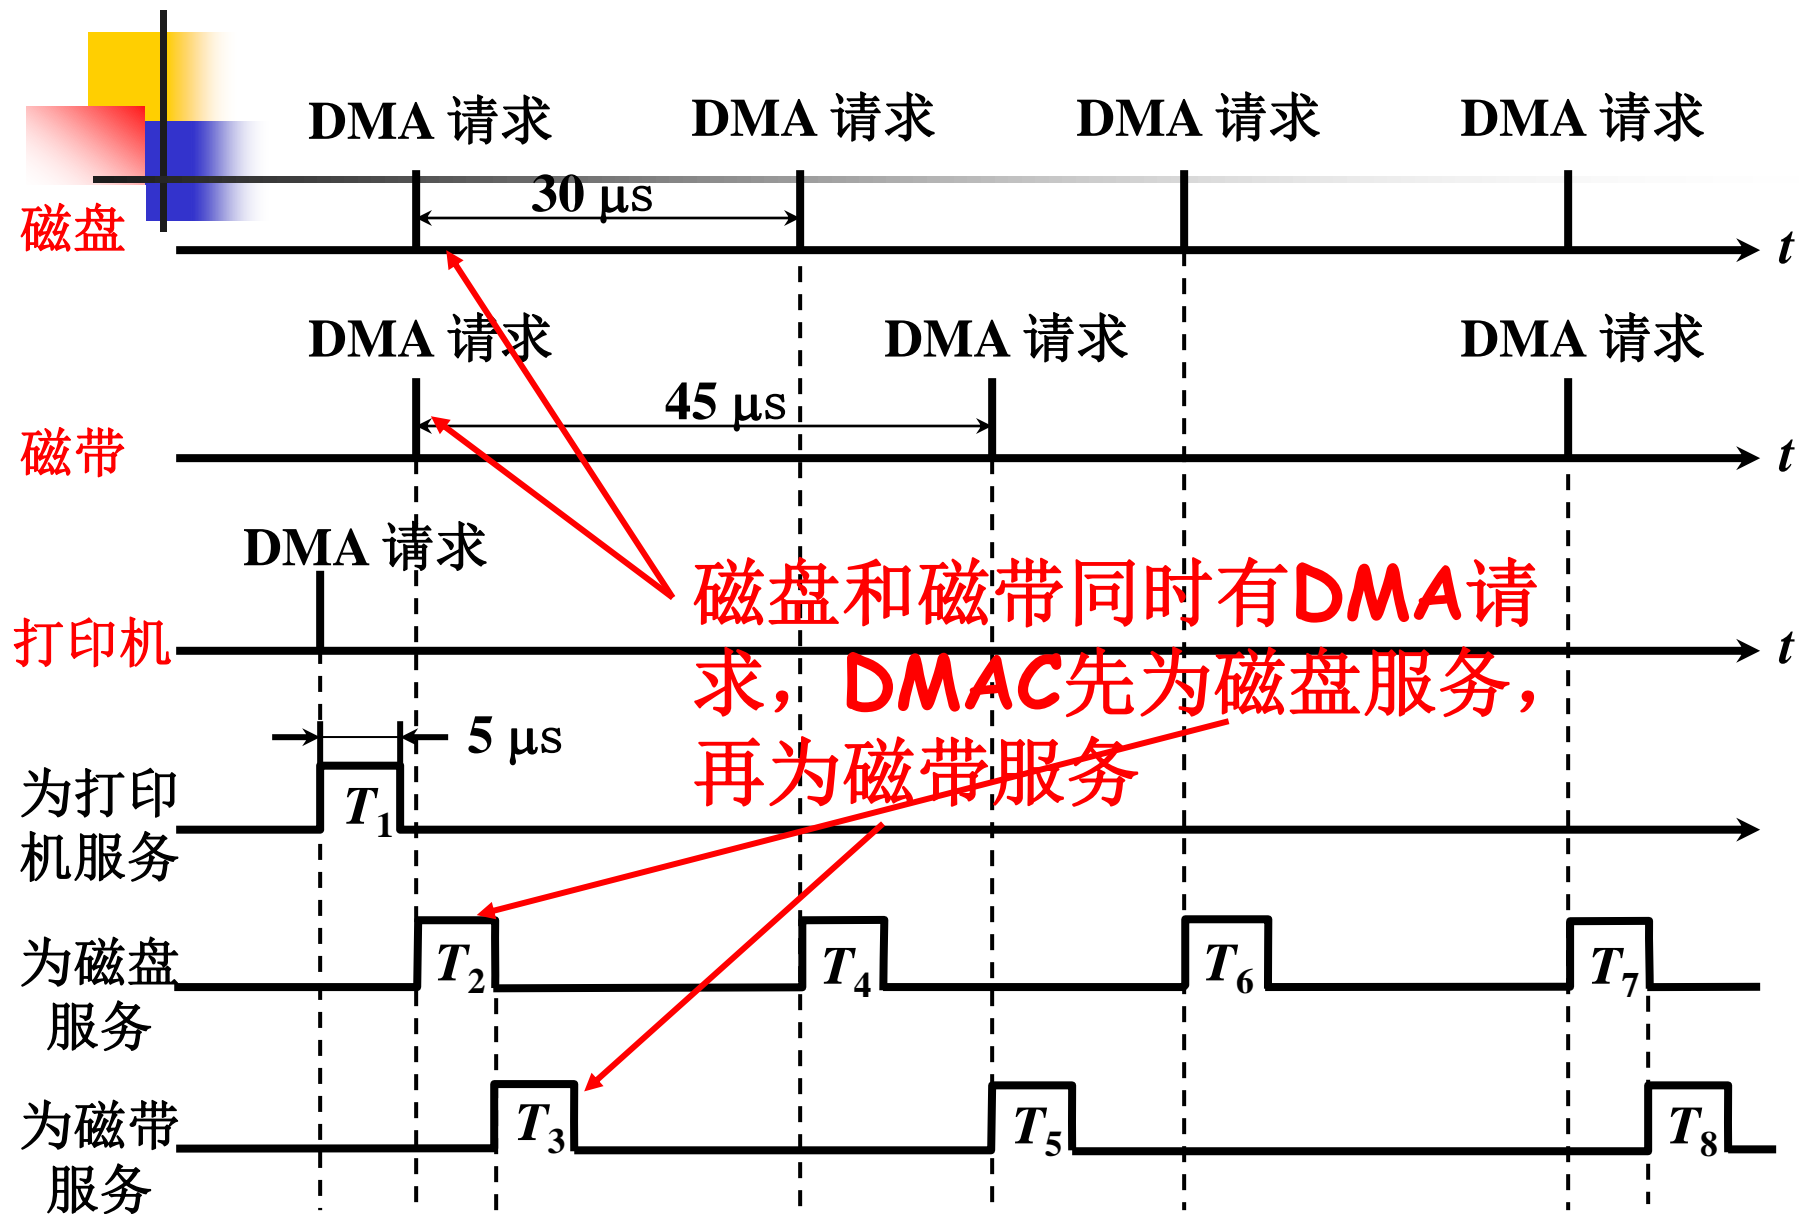 DMA 请求 DMA 请求 DMA 请求 DMA 请求
30 μs
磁盘
t
DMA 请求 DMA 请求 DMA 请求
45 μs
磁带
t
DMA 请求
磁盘和磁带同时有DMA请
打印机
t
求，DMAC先为磁盘服务，
5 μs
再为磁带服务
为打印
机服务
T1
为磁盘
服务
T2 T4 T6 T7
为磁带
服务
T3 T5 T8